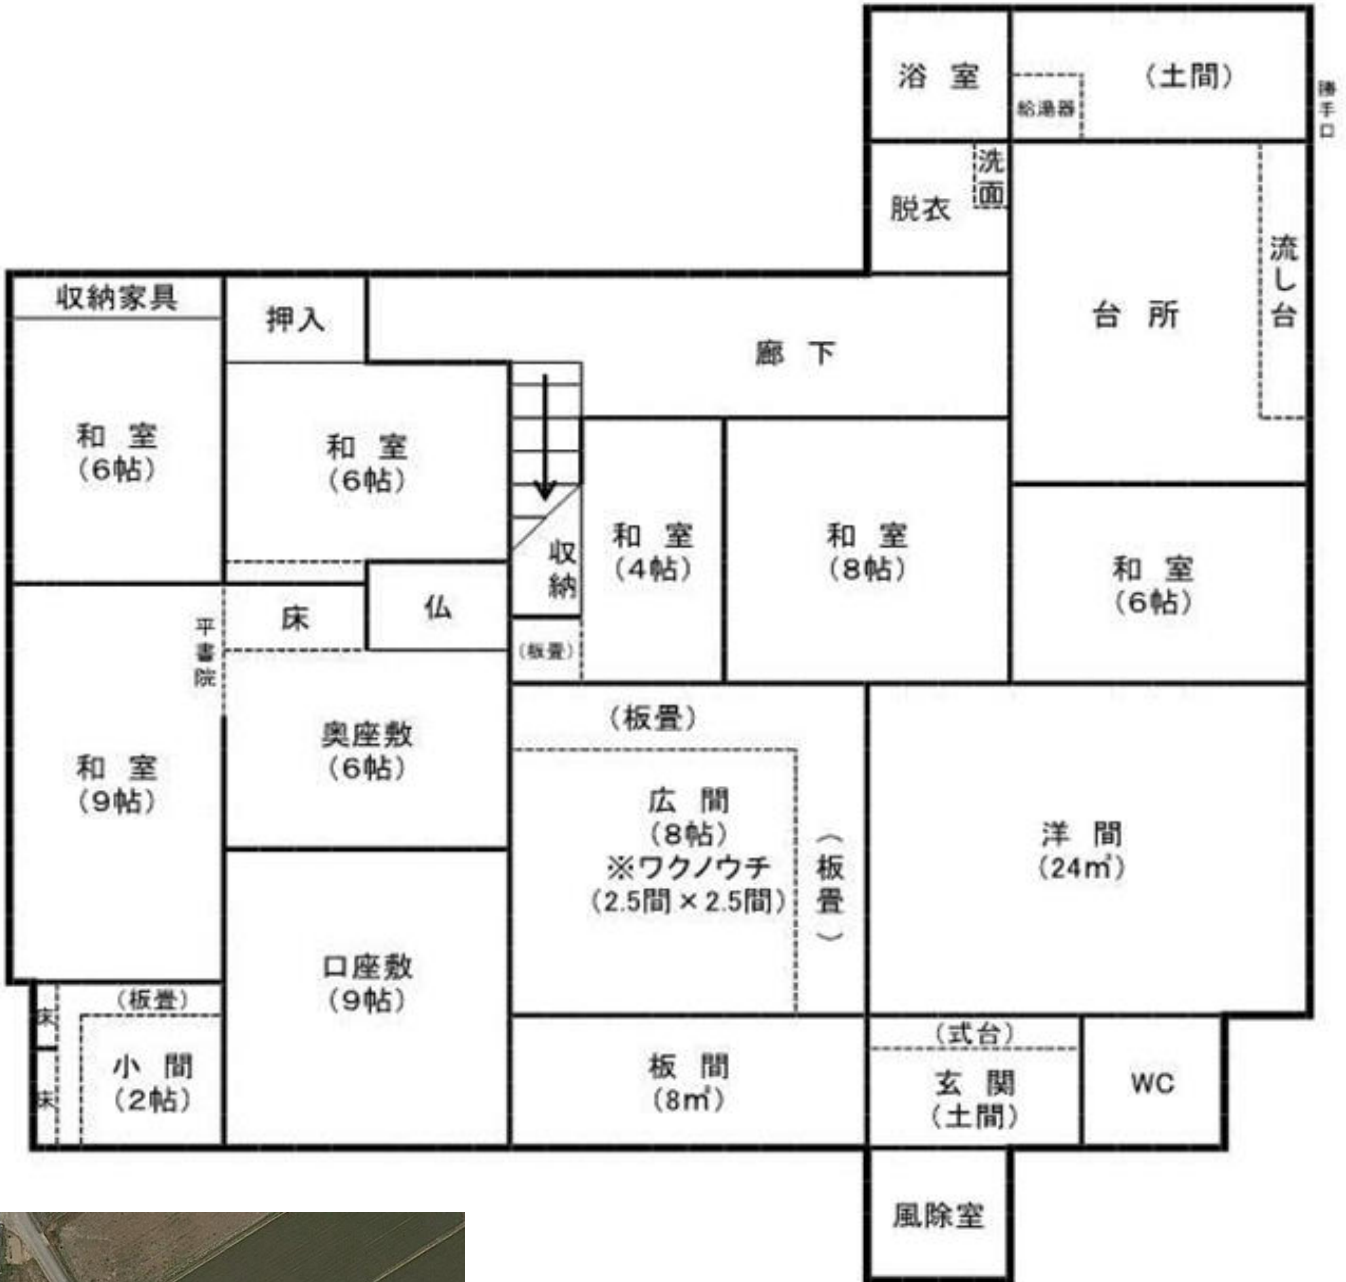 浴 室
(土間)
給湯器
勝手口
洗面
脱衣
流し台
台 所
収納家具
押入
廊 下
和 室
(6帖)
和 室
(6帖)
収納
和 室
(4帖)
和 室
(8帖)
和 室
(6帖)
平書院
床
仏
(板畳)
(板畳)
奥座敷
(6帖)
和 室
(9帖)
広 間
(8帖)
※ワクノウチ
(2.5間×2.5間)
(板畳)
洋 間
(24㎡)
口座敷
(9帖)
(板畳)
床
小 間
(2帖)
床
板 間
(8㎡)
(式台)
玄 関
(土間)
WC
風除室